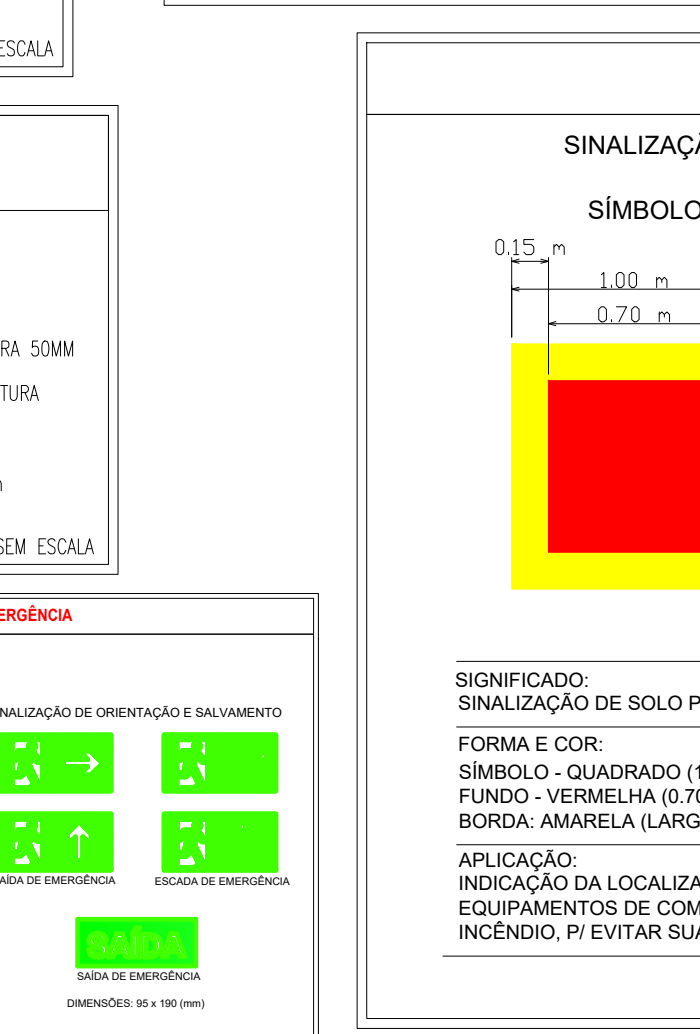 ESCALA
RA 50MM
TURA
SEM ESCALA
ERGÊNCIA
NALIZAÇÃO DE ORIENTAÇÃO E SALVAMENTO
AÍDA DE EMERGÊNCIA
ESCADA DE EMERGÊNCIA
SAÍDA
SAÍDA DE EMERGÊNCIA
DIMENSÕES: 95 x 190 (mm)
SINALIZAÇÃ
SÍMBOLO
0.15 m
1.00 m
0.70 m
SIGNIFICADO:
SINALIZAÇÃO DE SOLO P
FORMA E COR:
SÍMBOLO - QUADRADO (1
FUNDO - VERMELHA (0.70
BORDA: AMARELA (LARG
APLICAÇÃO:
INDICAÇÃO DA LOCALIZA
EQUIPAMENTOS DE COM
INCÊNDIO, P/ EVITAR SUA